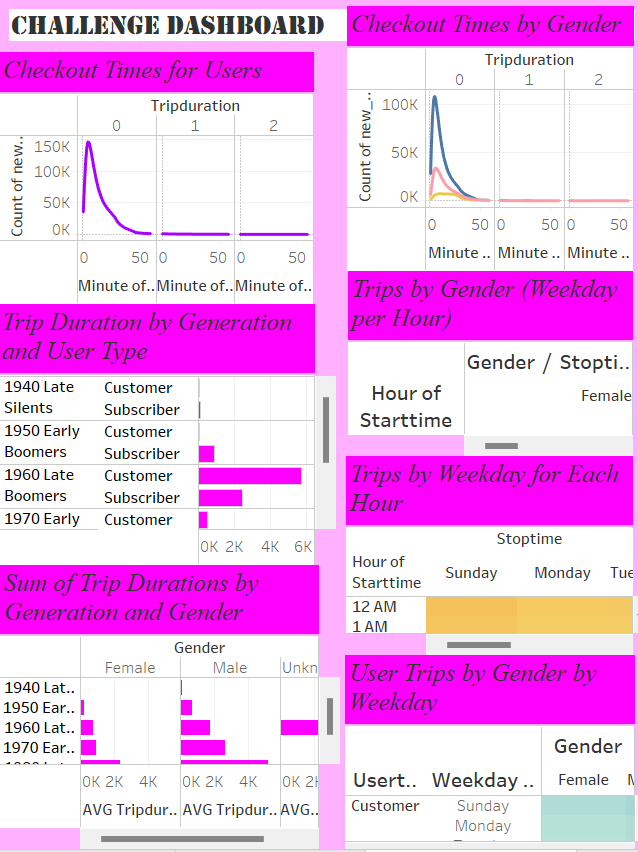 CHALLENGE DASHBOARD
Checkout Times for Users
Tripduration
0 1 2
Count of new..
150K
100K
50K
0K
0 50 0 50 0 50
Minute of.. Minute of.. Minute of..
Trip Duration by Generation
and User Type
1940 Late Customer
Silents Subscriber
1950 Early Customer
Boomers Subscriber
1960 Late Customer
Boomers Subscriber
1970 Early Customer
0K 2K 4K 6K
Sum of Trip Durations by
Generation and Gender
Gender
Female Male Unkn
1940 Lat..
1950 Ear..
1960 Lat..
1970 Ear..
0K 2K 4K 0K 2K 4K 0K 2K
AVG Tripdur.. AVG Tripdur.. AVG..
Checkout Times by Gender
Tripduration
0 1 2
Count of new_..
100K
50K
0K
0 50 0 50 0 50
Minute .. Minute .. Minute ..
Trips by Gender (Weekday
per Hour)
Gender / Stopti..
Female
Hour of
Starttime
Trips by Weekday for Each
Hour
Stoptime
Hour of
Starttime
Sunday Monday Tue
12 AM
1 AM
User Trips by Gender by
Weekday
Gender
Usert.. Weekday .. Female
Customer Sunday
Monday